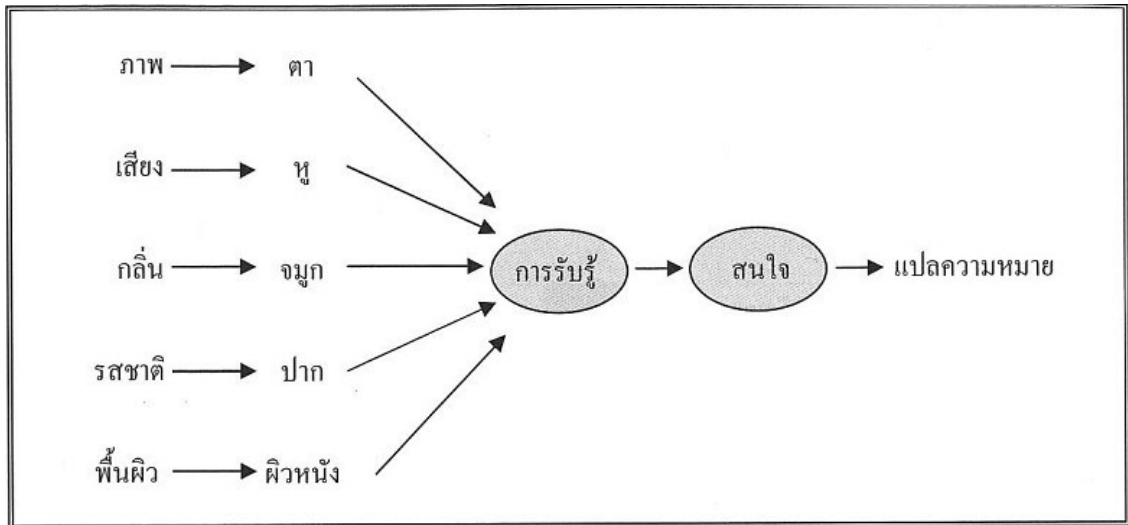 ภาพ ตา
เสียง หู
กลิ่น จมูก การรับรู้ สนใจ แปลความหมาย
รสชาติ ปาก
พื้นผิว ผิวหนัง